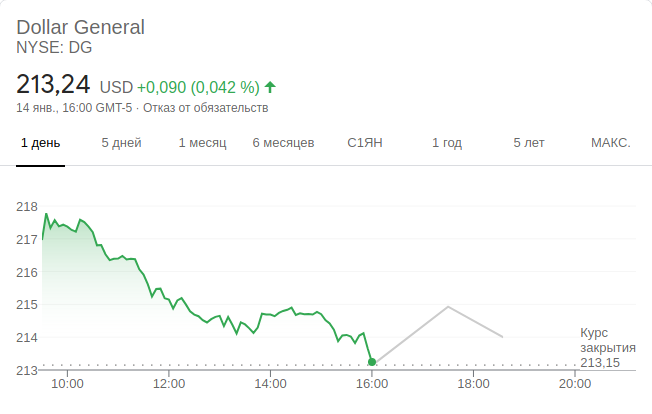 Dollar General
NYSE: DG
213,24 USD +0,090 (0,042 %)
14 янв., 16:00 GMT-5 · Отказ от обязательств
1 день 5 дней 1 месяц 6 месяцев С1ЯН 1 год 5 лет МАКС.
218
217
216
215
214
213
Курс
закрытия
213,15
10:00 12:00 14:00 16:00 18:00 20:00